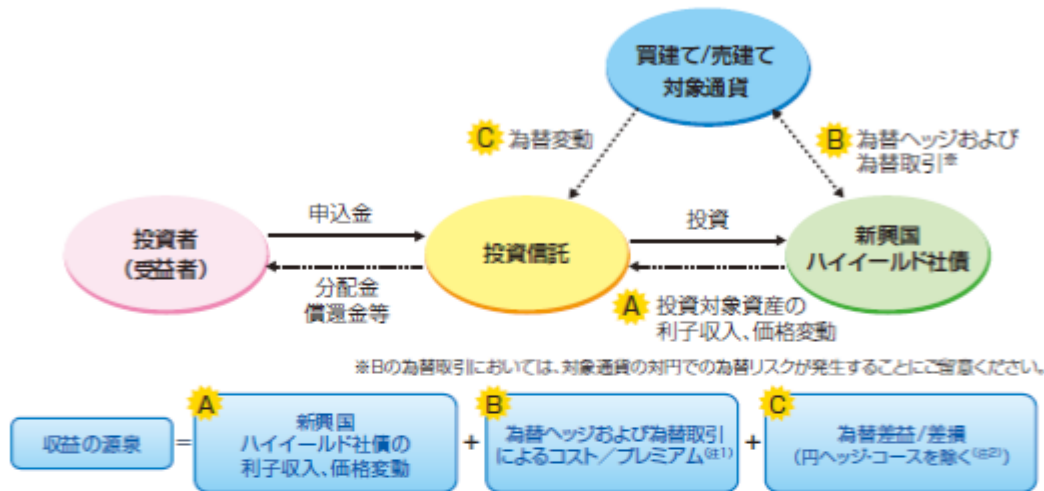 買建て/売建て
対象通貨
C 為替変動
B 為替ヘッジおよび
為替取引※
申込金
投資
投資者
(受益者)
投資信託
新興国
ハイイールド社債
分配金
償還金等
A 投資対象資産の
利子収入、価格変動
※Bの為替取引においては、対象通貨の対円での為替リスクが発生することにご留意ください。
A
B
C
収益の源泉
=
新興国
ハイイールド社債の
利子収入、価格変動
+
為替ヘッジおよび為替取引
によるコスト/プレミアム(注1)
+
為替差益/差損
(円ヘッジ・コースを除く(注2))